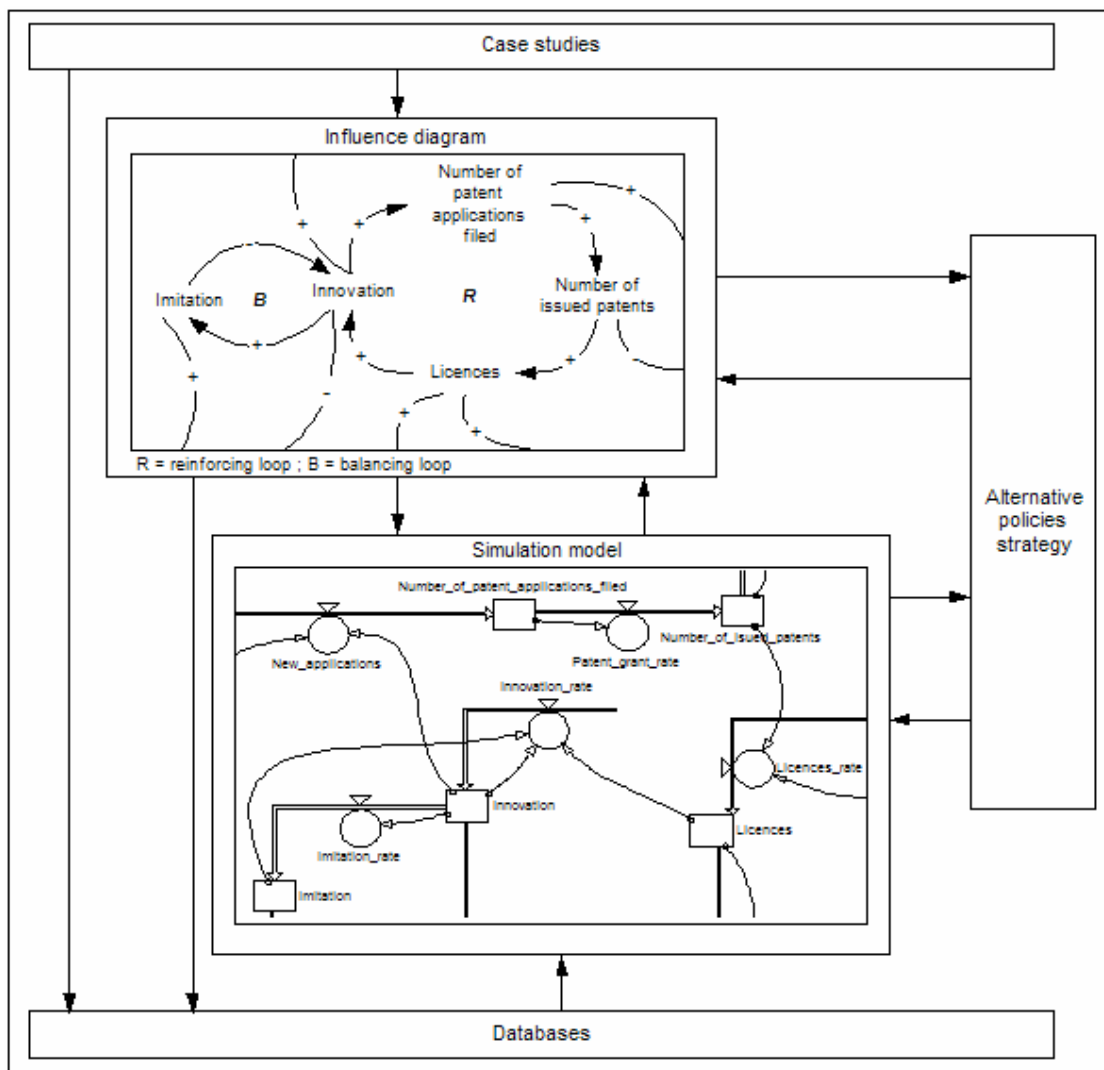 Case studies
Influence diagram
Number of
patent
applications
filed
+
+
+
+
Imitation
B
Innovation
R
Number of
issued patents
+
+
+
-
+
-
Licences
+
+
R = reinforcing loop ; B = balancing loop
Alternative
policies
strategy
Simulation model
Number_of_patent_applications_filed
Number_of_isued_patents
New_applications
Patent_grant_rate
Innovation_rate
Licences_rate
Innovation
Licences
Imitation_rate
Imitation
Databases